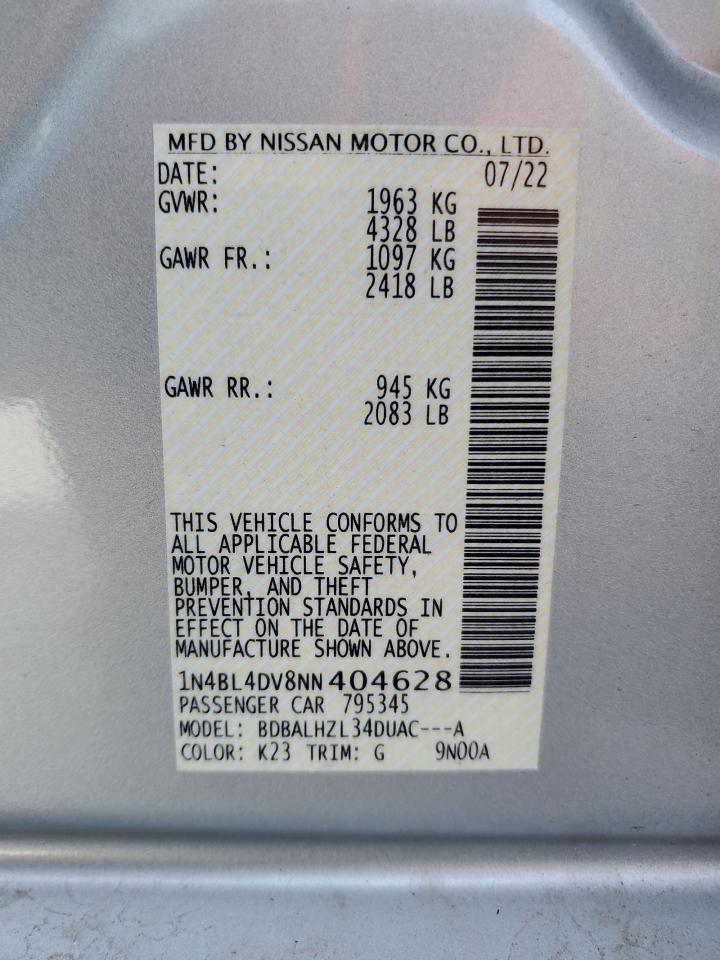 MFD BY NISSAN MOTOR CO., LTD.
DATE: 07/22
GVWR: 1963 KG
4328 LB
GAWR FR.: 1097 KG
2418 LB
GAWR RR.: 945 KG
2083 LB
THIS VEHICLE CONFORMS TO
ALL APPLICABLE FEDERAL
MOTOR VEHICLE SAFETY,
BUMPER, AND THEFT
PREVENTION STANDARDS IN
EFFECT ON THE DATE OF
MANUFACTURE SHOWN ABOVE.
1N4BL4DV8NN404628
PASSENGER CAR 795345
MODEL: BDBALHZL34DUAC---A
COLOR: K23 TRIM: G 9N00A